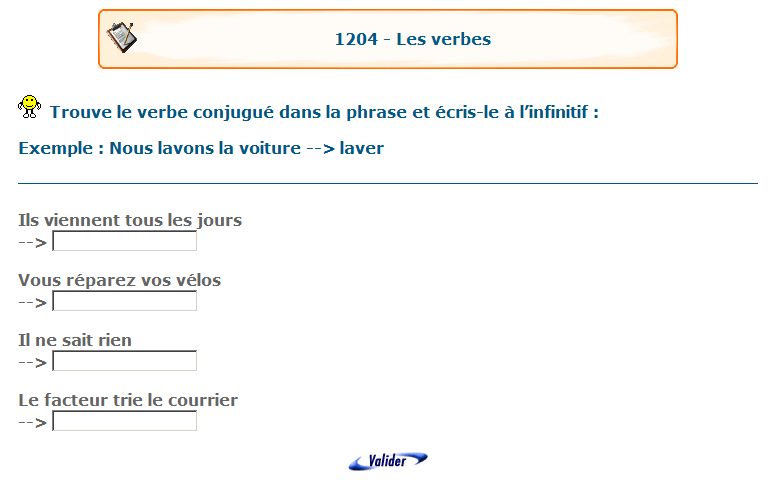 1204 - Les verbes
Trouve le verbe conjugué dans la phrase et écris-le à l’infinitif :
Exemple : Nous lavons la voiture --> laver
Ils viennent tous les jours
-->
Vous réparez vos vélos
-->
Il ne sait rien
-->
Le facteur trie le courrier
-->
Valider